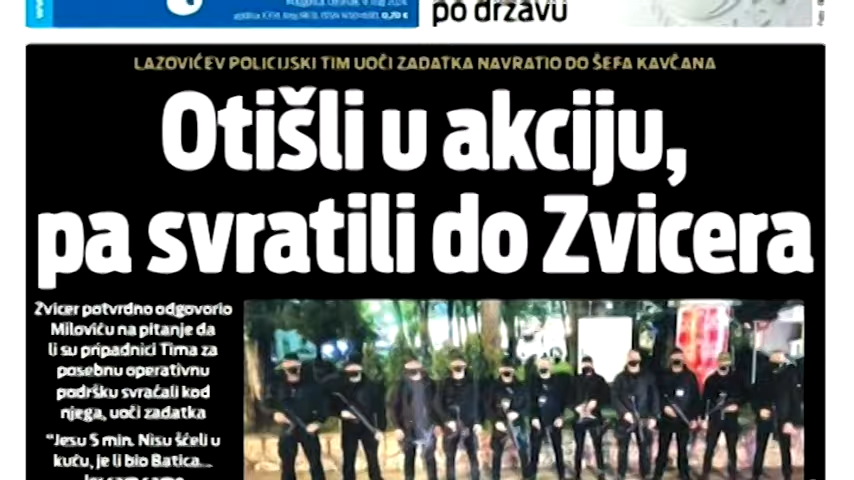 po državu
0,70 €
LAZOVIĆEV POLICIJSKI TIM UOČI ZADATKA NAVRATIO DO ŠEFA KAVČANA
Otišli u akciju,
pa svratili do Zvicera
Zvicer potvrdno odgovorio
Miloviću na pitanje da
li su pripadnici Tima za
posebnu operativnu
podršku svraćali kod
njega, uoči zadatka
"Jesu 5 min. Nisu šćeli u
kuću, je li bio Batica...